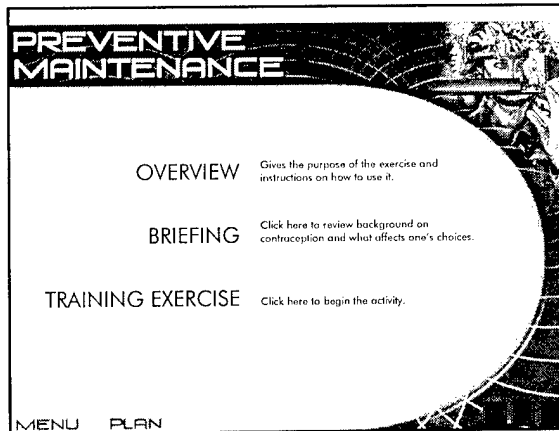 PREVENTIVE
MAINTENANCE
OVERVIEW
Gives the purpose of the exercise and
instructions on how to use it.
BRIEFING
Click here to review background on
contraception and what affects one's choices.
TRAINING EXERCISE
Click here to begin the activity.
MENU PLAN